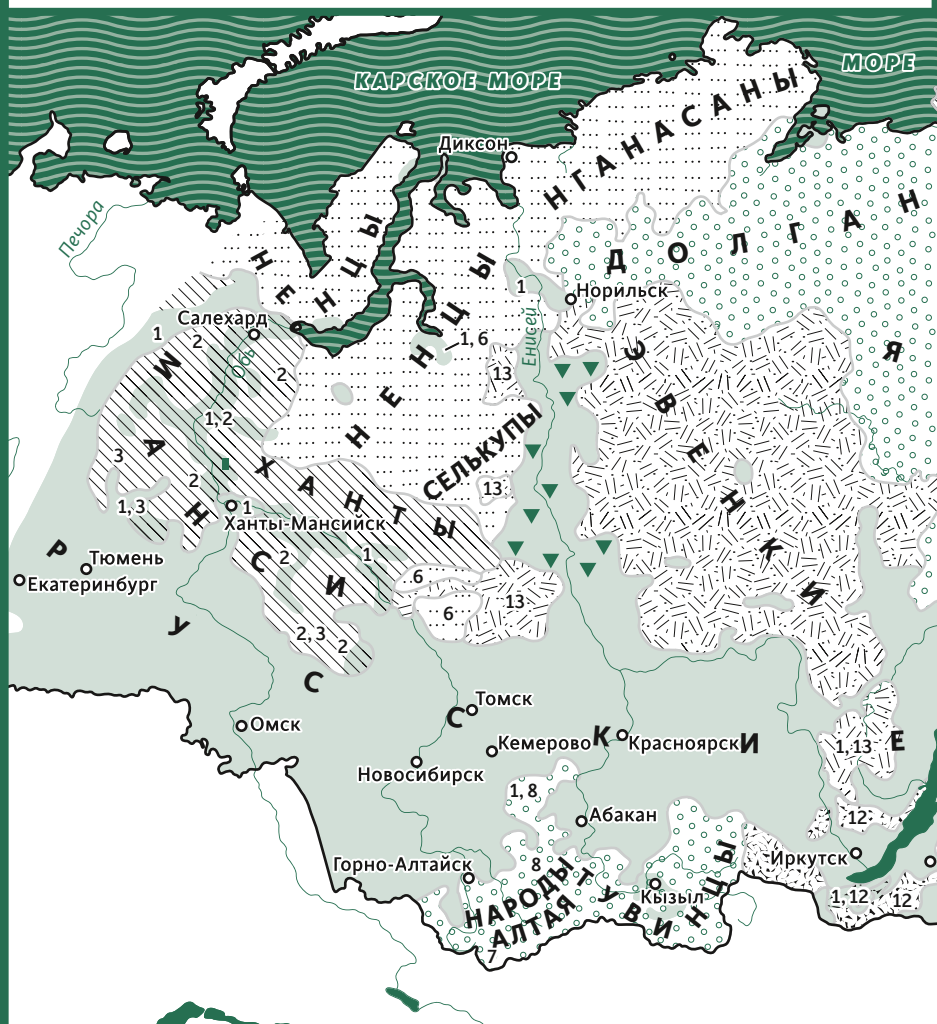 КАРСКОЕ МОРЕ
МОРЕ
Диксон
НГАНАСАНЫ
Печора
НЕНЦЫ
ДОЛГАН
1
Норильск
Салехард
1
2
Обь
НЕНЦЫ
1, 6
Енисей
ЭВЕНКИ
Я
13
2
1, 2
МАНСИ
СЕЛЬКУПЫ
3
2
ХАНТЫ
13
1, 3
1
Ханты-Мансийск
2
1
Тюмень
Екатеринбург
РУССКИЕ
6
6
13
2, 3
2
Томск
Омск
Кемерово
Красноярск
1, 13
Новосибирск
1, 8
12
Абакан
Иркутск
Горно-Алтайск
8
Кызыл
1, 12
12
НАРОДЫ
АЛТАЯ
ТУВИНЦЫ
7